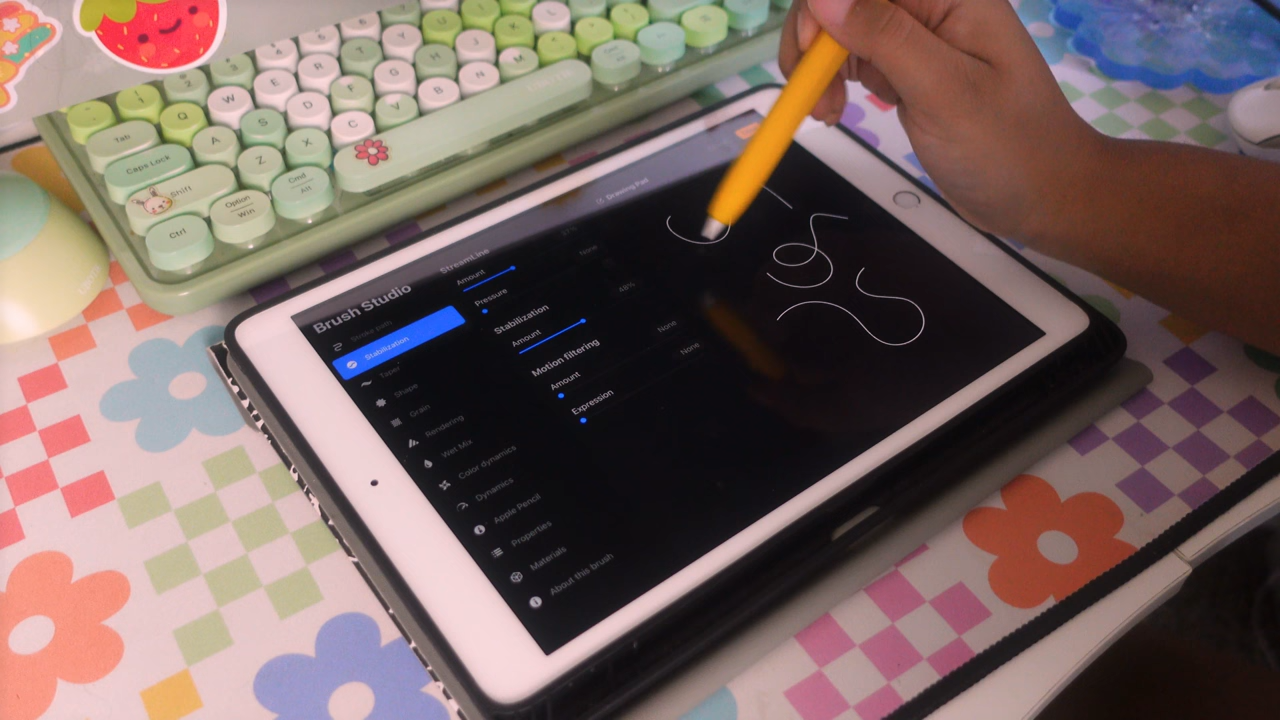 Y
U
I
W
E
R
T
G
H
J
Q
S
D
F
Tab
A
Z
X
C
V
B
N
M
Caps Lock
Shift
Option
Win
Cmd
Alt
Ctrl
Drawing Pad
Brush Studio
Stroke path
Stabilization
Taper
Shape
Grain
Rendering
Wet Mix
Color dynamics
Dynamics
Apple Pencil
Properties
Materials
About this brush
StreamLine
Amount
Pressure
None
Stabilization
Amount
48%
Motion filtering
Amount
None
Expression
None